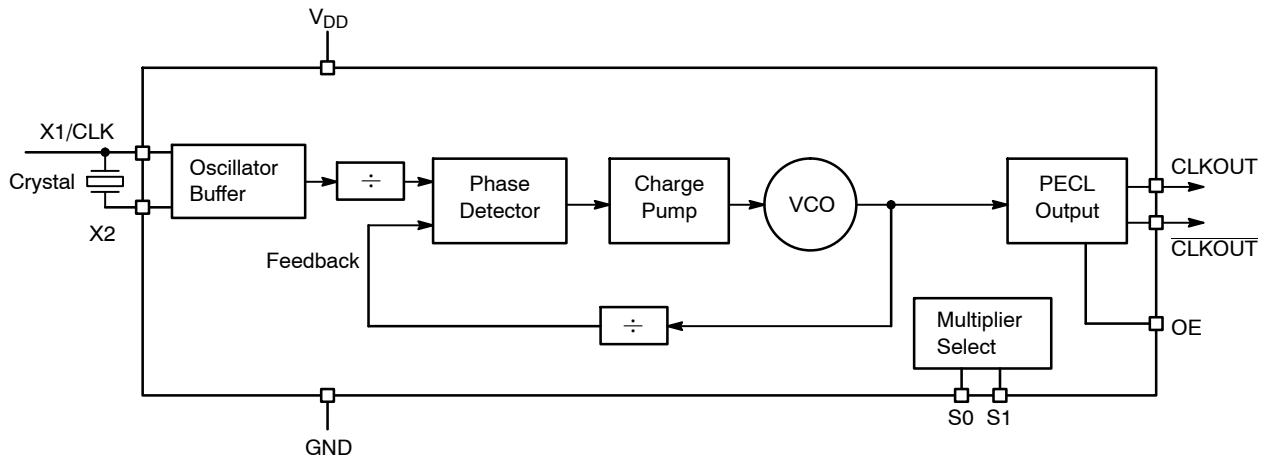 VDD
X1/CLK
Crystal
X2
Oscillator
Buffer
÷
Phase
Detector
Charge
Pump
VCO
PECL
Output
CLKOUT
CLKOUT
Feedback
÷
Multiplier
Select
OE
S0 S1
GND